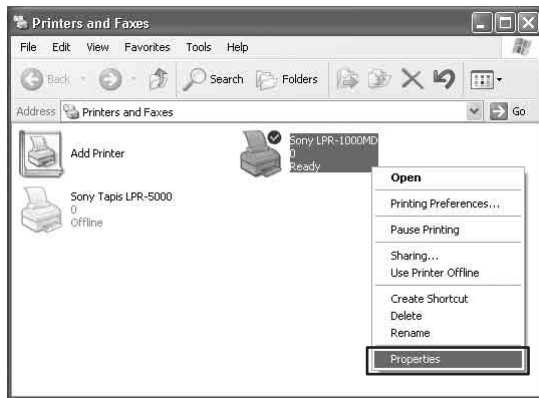 Printers and Faxes
File Edit View Favorites Tools Help
Back Search Folders
Address Printers and Faxes Go
Add Printer
Sony LPR-1000MD
0
Ready
Sony Tapis LPR-5000
0
Offline
Open
Printing Preferences...
Pause Printing
Sharing...
Use Printer Offline
Create Shortcut
Delete
Rename
Properties